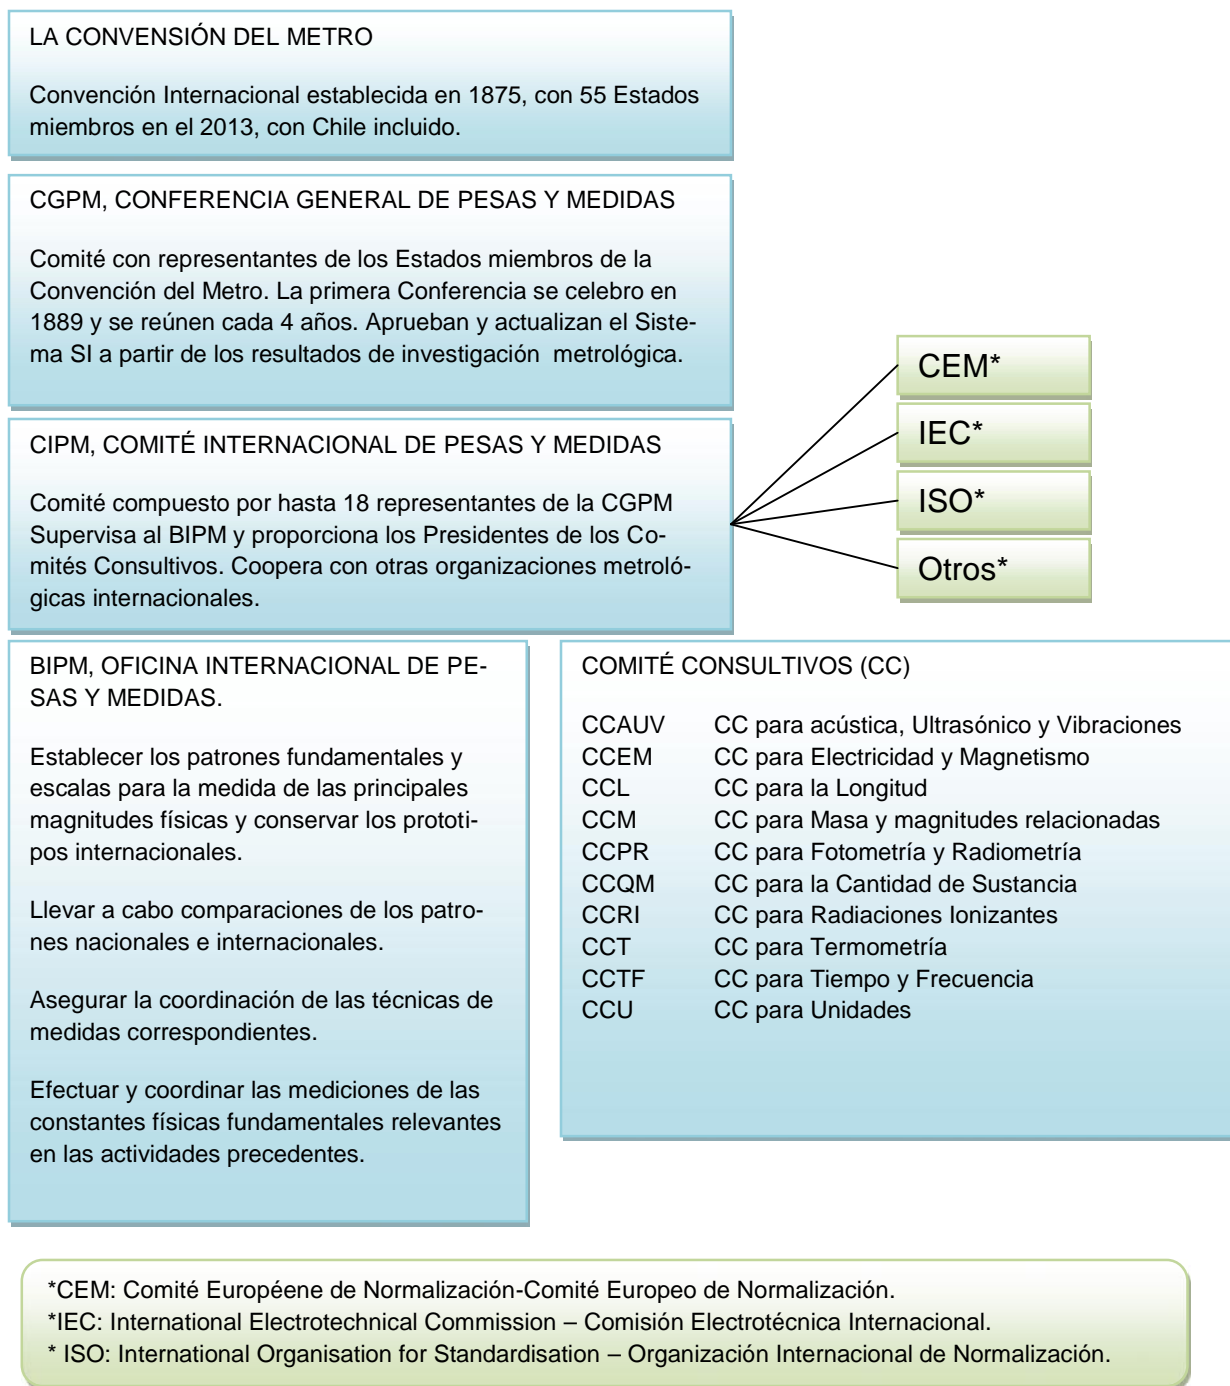 LA CONVENSIÓN DEL METRO
Convención Internacional establecida en 1875, con 55 Estados
miembros en el 2013, con Chile incluido.
CGPM, CONFERENCIA GENERAL DE PESAS Y MEDIDAS
Comité con representantes de los Estados miembros de la
Convención del Metro. La primera Conferencia se celebro en
1889 y se reúnen cada 4 años. Aprueban y actualizan el Siste-
ma SI a partir de los resultados de investigación metrológica.
CIPM, COMITÉ INTERNACIONAL DE PESAS Y MEDIDAS
Comité compuesto por hasta 18 representantes de la CGPM
Supervisa al BIPM y proporciona los Presidentes de los Co-
mités Consultivos. Coopera con otras organizaciones metroló-
gicas internacionales.
CEM*
IEC*
ISO*
Otros*
BIPM, OFICINA INTERNACIONAL DE PE-
SAS Y MEDIDAS.
Establecer los patrones fundamentales y
escalas para la medida de las principales
magnitudes físicas y conservar los prototi-
pos internacionales.
Llevar a cabo comparaciones de los patro-
nes nacionales e internacionales.
Asegurar la coordinación de las técnicas de
medidas correspondientes.
Efectuar y coordinar las mediciones de las
constantes físicas fundamentales relevantes
en las actividades precedentes.
COMITÉ CONSULTIVOS (CC)
CCAUV CC para acústica, Ultrasónico y Vibraciones
CCEM CC para Electricidad y Magnetismo
CCL CC para la Longitud
CCM CC para Masa y magnitudes relacionadas
CCPR CC para Fotometría y Radiometría
CCQM CC para la Cantidad de Sustancia
CCRI CC para Radiaciones Ionizantes
CCT CC para Termometría
CCTF CC para Tiempo y Frecuencia
CCU CC para Unidades
*CEM: Comité Européene de Normalización-Comité Europeo de Normalización.
*IEC: International Electrotechnical Commission – Comisión Electrotécnica Internacional.
* ISO: International Organisation for Standardisation – Organización Internacional de Normalización.